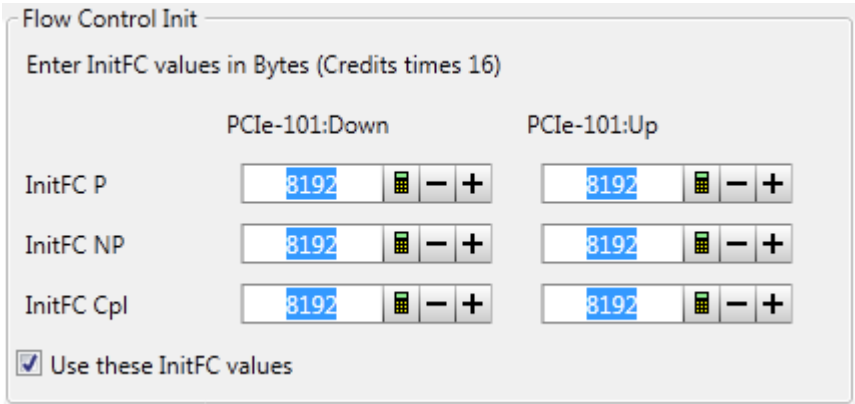 Flow Control Init
Enter InitFC values in Bytes (Credits times 16)
PCIe-101:Down PCIe-101:Up
InitFC P 8192 8192
InitFC NP 8192 8192
InitFC Cpl 8192 8192
Use these InitFC values